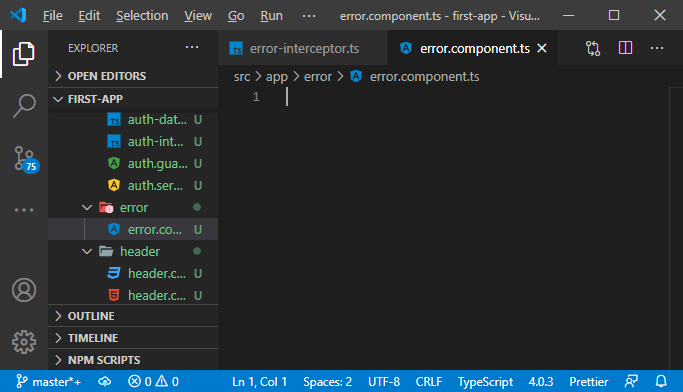 File Edit Selection View Go Run ··· error.component.ts - first-app - Visu...
EXPLORER
OPEN EDITORS
FIRST-APP
auth-dat... U
auth-int... U
auth.gua... U
auth.ser... U
error
error.co... U
header
header.c... U
header.c... U
OUTLINE
TIMELINE
NPM SCRIPTS
75
TS error-interceptor.ts
error.component.ts
src > app > error > error.component.ts
1
master*+ 0 0 Ln 1, Col 1 Spaces: 2 UTF-8 CRLF TypeScript 4.0.3 Prettier